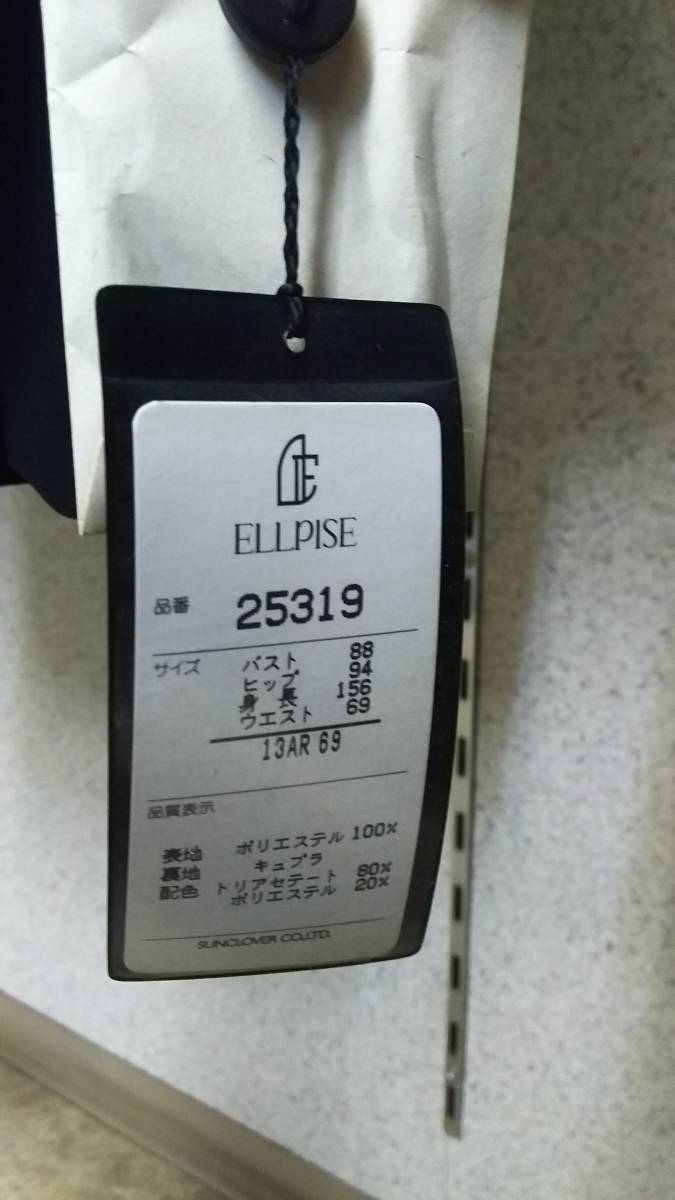 ELLPISE
品番 25319
サイズ バスト 88
ヒップ 94
身長 156
ウエスト 69
13AR 69
品質表示
表地 ポリエステル 100%
裏地 キュプラ
配色 トリアセテート 80%
ポリエステル 20%
SUNCLOVER CO.,LTD.